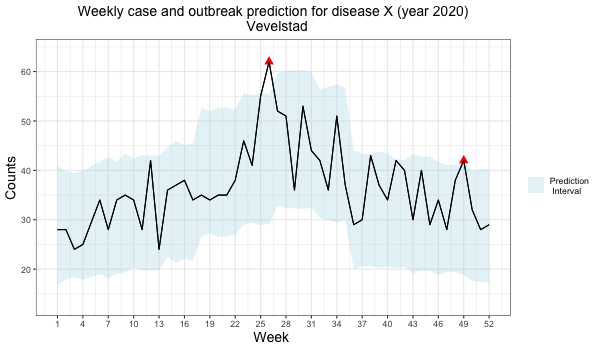 Weekly case and outbreak prediction for disease X (year 2020)
Vevelstad
Counts
60
50
40
30
20
1 4 7 10 13 16 19 22 25 28 31 34 37 40 43 46 49 52
Week
Prediction
Interval